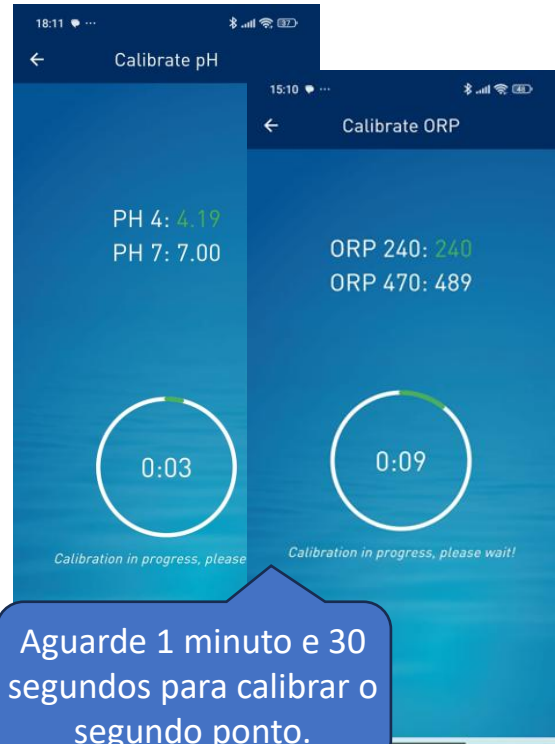 18:11
37
Calibrate pH
PH 4: 4.19
PH 7: 7.00
0:03
Calibration in progress, please
15:10
Calibrate ORP
ORP 240: 240
ORP 470: 489
0:09
Calibration in progress, please wait!
Aguarde 1 minuto e 30
segundos para calibrar o
segundo ponto.